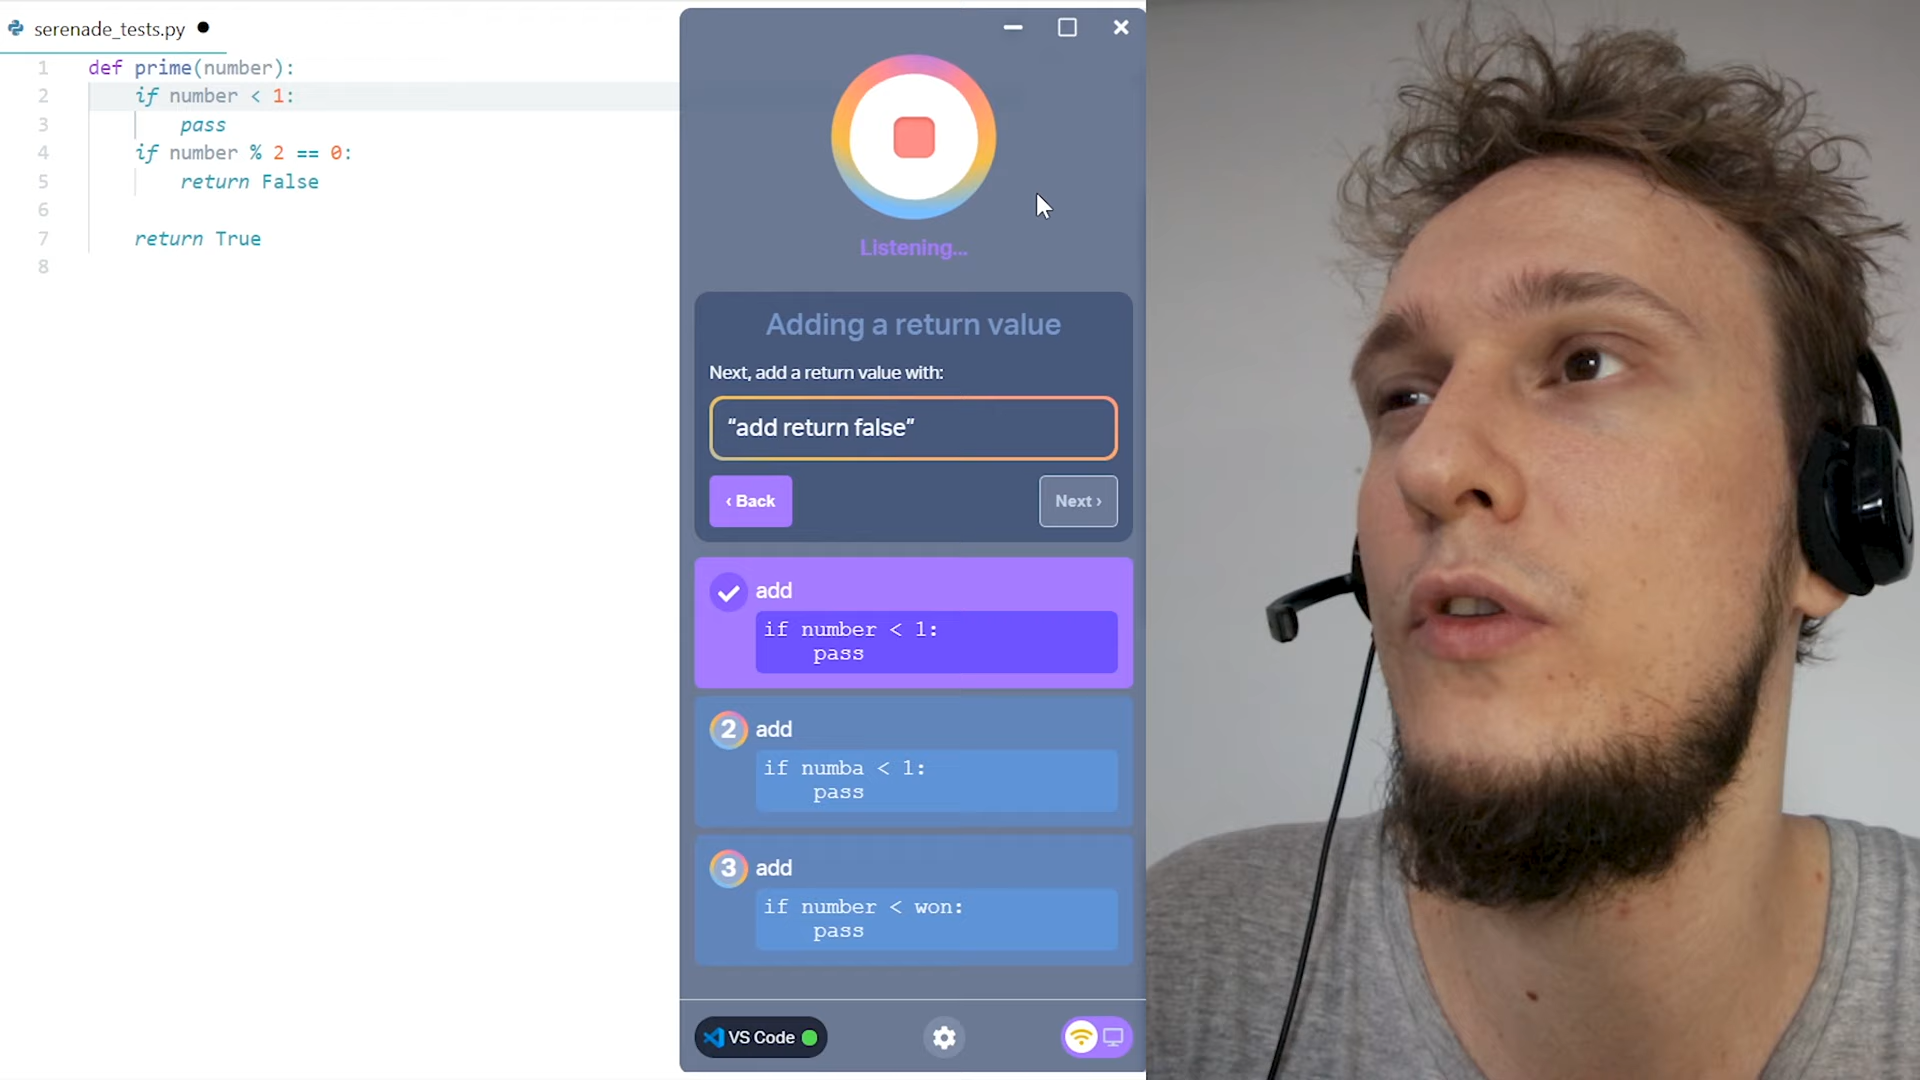 serenade_tests.py
1 def prime(number):
2 if number < 1:
3 pass
4 if number % 2 == 0:
5 return False
6
7 return True
8
Listening...
Adding a return value
Next, add a return value with:
“add return false”
‹ Back
Next ›
add
if number < 1:
pass
2 add
if numba < 1:
pass
3 add
if number < won:
pass
VS Code